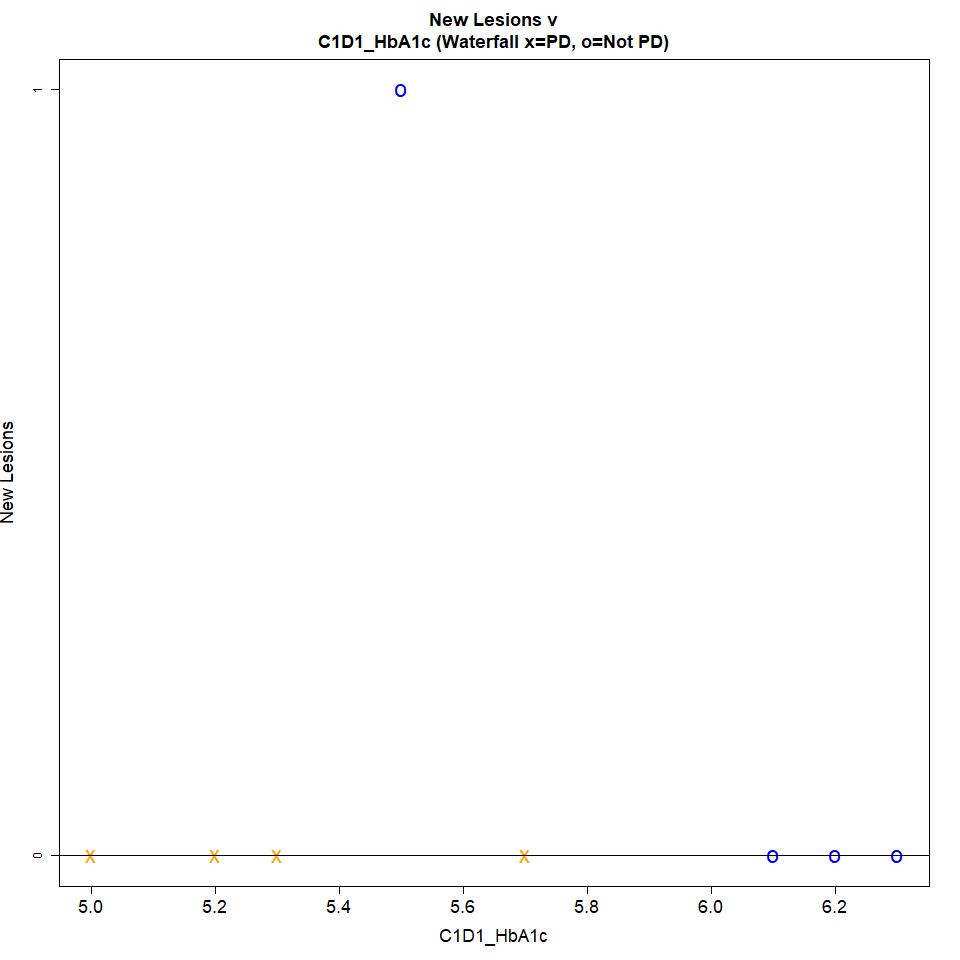 New Lesions v
C1D1_HbA1c (Waterfall x=PD, o=Not PD)
1
o
New Lesions
0
x x x x o o o
5.0 5.2 5.4 5.6 5.8 6.0 6.2
C1D1_HbA1c